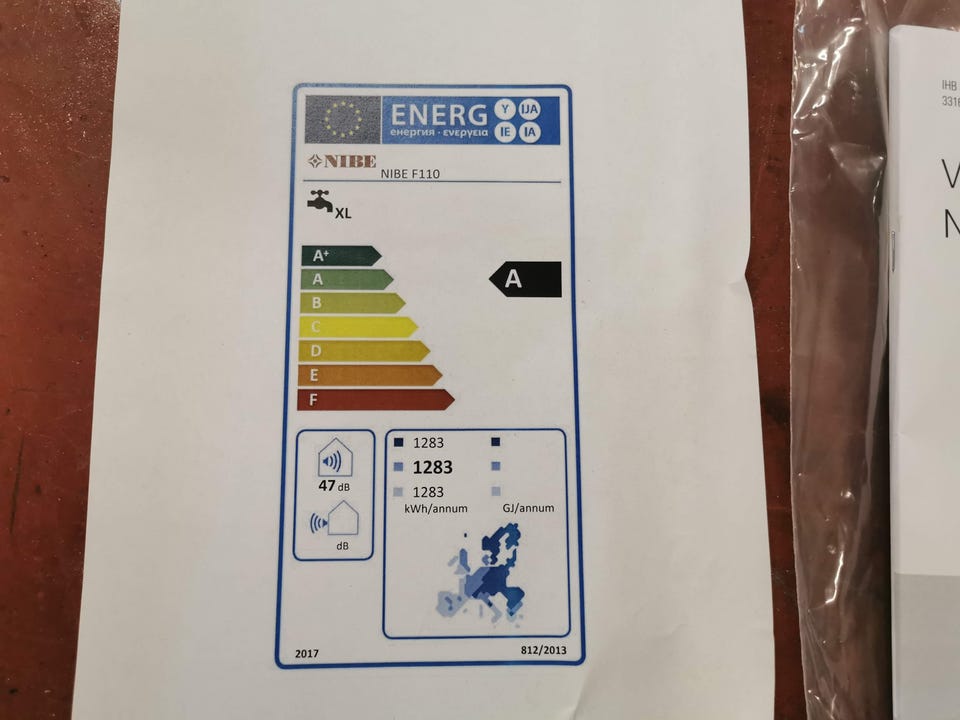 ENERG
Y IJA
IE IA
енергия · ενεργεια
NIBE
NIBE F110
XL
A+
A
A
B
C
D
E
F
1283
1283
1283
kWh/annum GJ/annum
47 dB
dB
2017
812/2013
IHB
3316
V
N